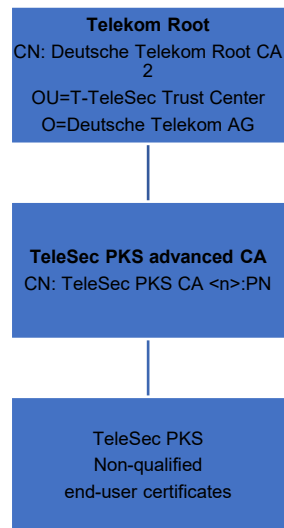 Telekom Root
CN: Deutsche Telekom Root CA
2
OU=T-TeleSec Trust Center
O=Deutsche Telekom AG
TeleSec PKS advanced CA
CN: TeleSec PKS CA <n>:PN
TeleSec PKS
Non-qualified
end-user certificates